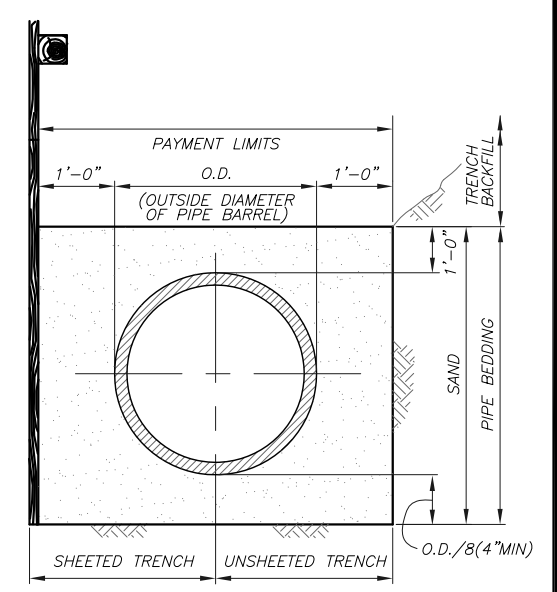 PAYMENT LIMITS
1'-0"
O.D.
1'-0"
(OUTSIDE DIAMETER
OF PIPE BARREL)
TRENCH
BACKFILL
1'-0"
SAND
PIPE BEDDING
O.D./8(4"MIN)
SHEETED TRENCH
UNSHEETED TRENCH